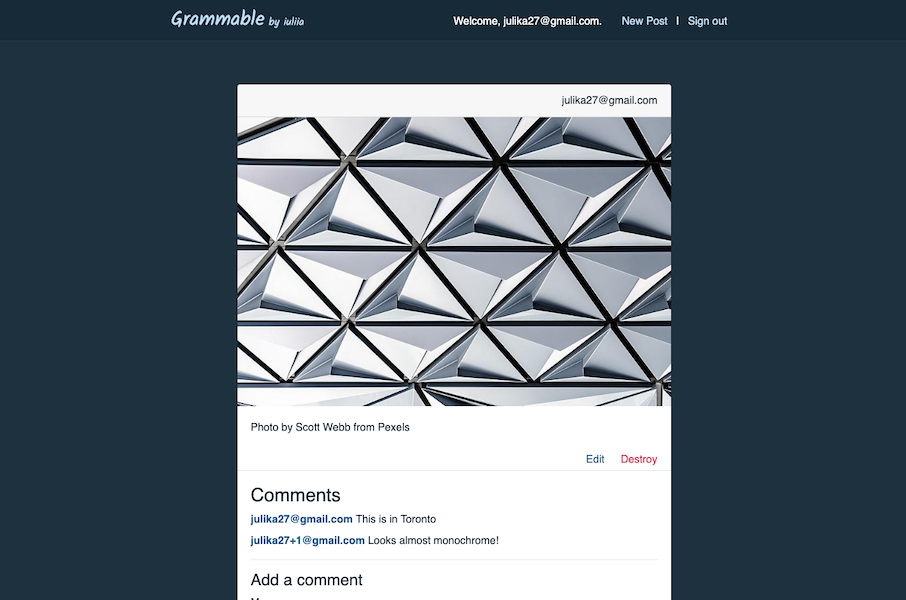 Grammable by iuliia
Welcome, julika27@gmail.com. New Post | Sign out
julika27@gmail.com
Photo by Scott Webb from Pexels
Edit Destroy
Comments
julika27@gmail.com This is in Toronto
julika27+1@gmail.com Looks almost monochrome!
Add a comment